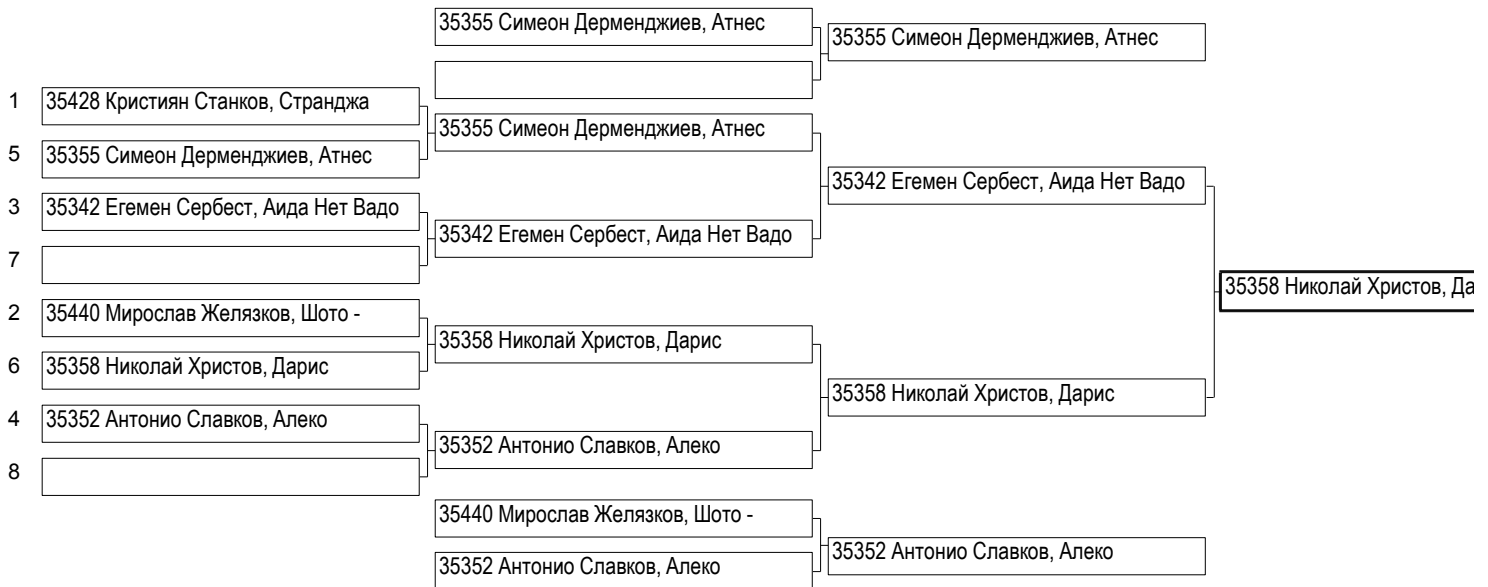 35355 Симеон Дерменджиев, Атнес
35355 Симеон Дерменджиев, Атнес
1 35428 Кристиян Станков, Странджа
35355 Симеон Дерменджиев, Атнес
5 35355 Симеон Дерменджиев, Атнес
35342 Егемен Сербест, Аида Нет Вадо
3 35342 Егемен Сербест, Аида Нет Вадо
35342 Егемен Сербест, Аида Нет Вадо
7
35358 Николай Христов, Да
2 35440 Мирослав Желязков, Шото -
35358 Николай Христов, Дарис
6 35358 Николай Христов, Дарис
35358 Николай Христов, Дарис
4 35352 Антонио Славков, Алеко
35352 Антонио Славков, Алеко
8
35440 Мирослав Желязков, Шото -
35352 Антонио Славков, Алеко
35352 Антонио Славков, Алеко